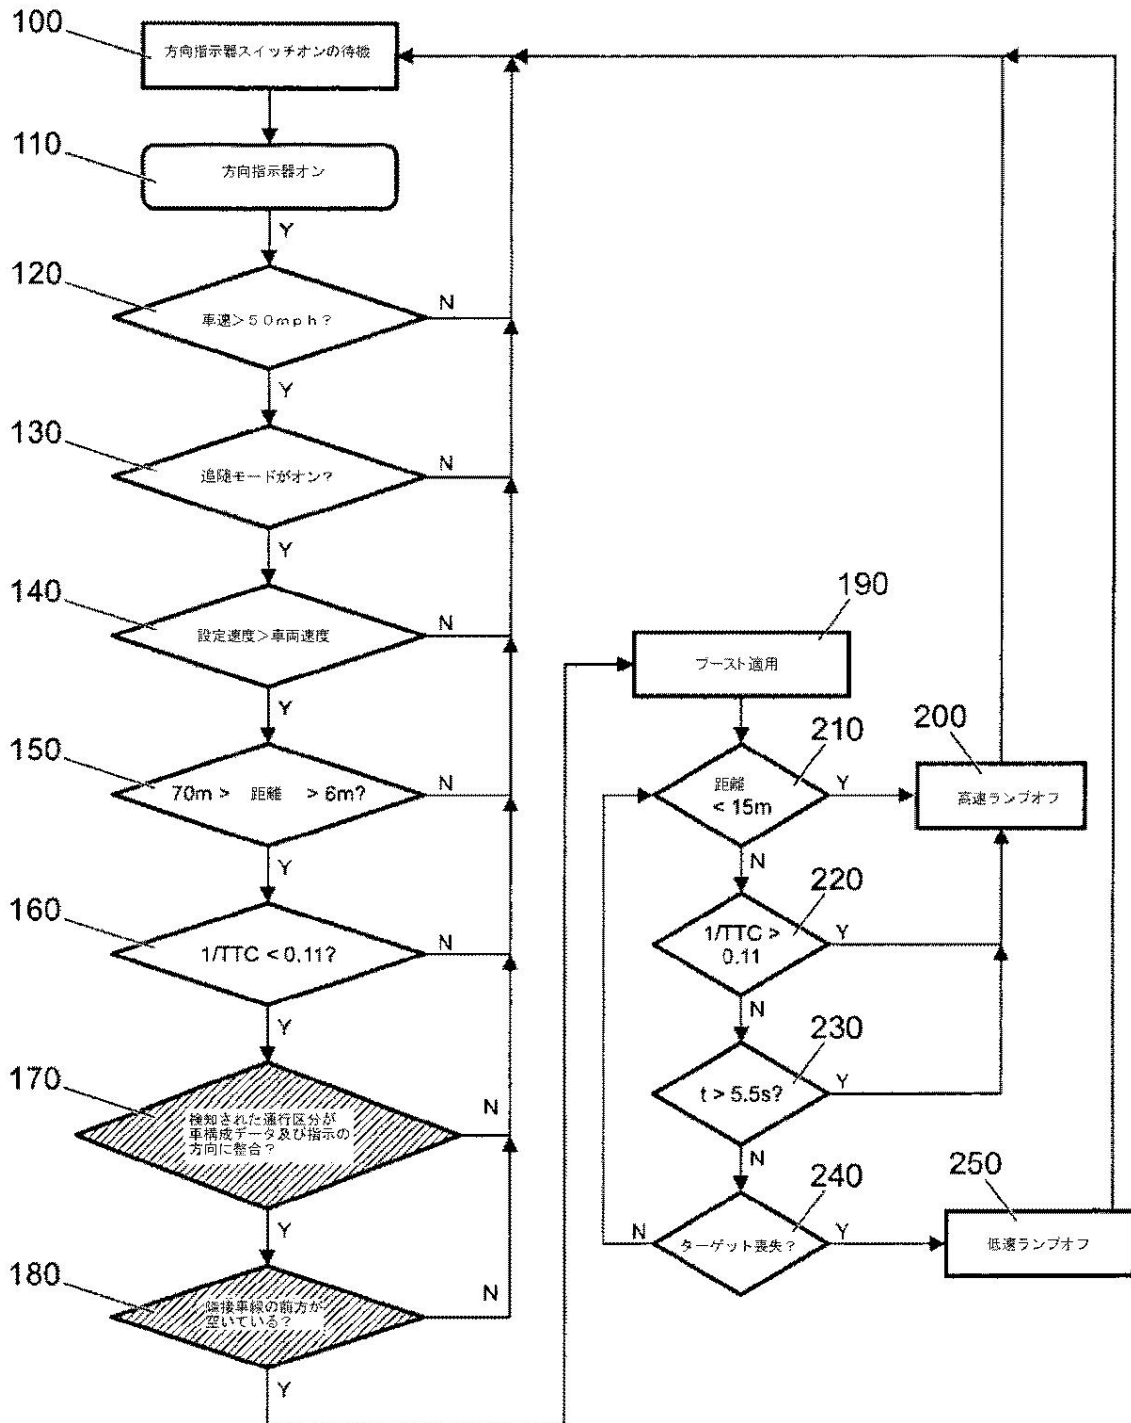 100
方向指示器スイッチオンの待機
110
方向指示器オン
Y
120
車速>50mph?
N
Y
130
追随モードがオン?
N
Y
140
設定速度>車両速度
N
Y
150
70m > 距離 > 6m?
N
Y
160
1/TTC < 0.11?
N
Y
170
検知された通行区分が
車構成データ及び指示の
方向に整合?
N
Y
180
隣接車線の前方が
空いている?
N
Y
190
ブースト適用
210
距離
< 15m
Y
200
高速ランプオフ
N
220
1/TTC >
0.11
Y
N
230
t > 5.5s?
Y
N
240
ターゲット喪失?
N
Y
250
低速ランプオフ